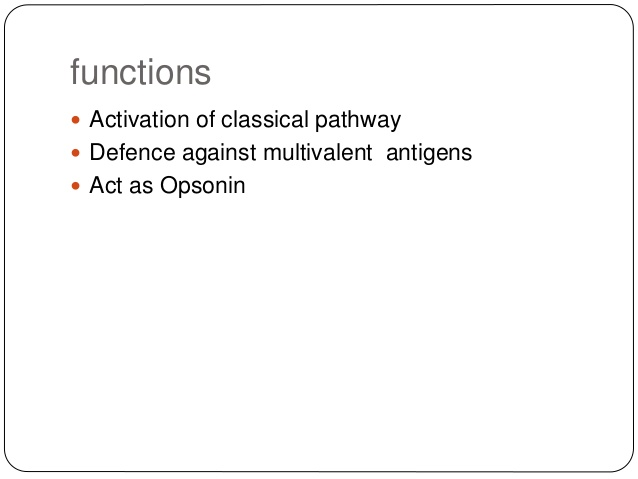 functions
• Activation of classical pathway
• Defence against multivalent  antigens
• Act as Opsonin